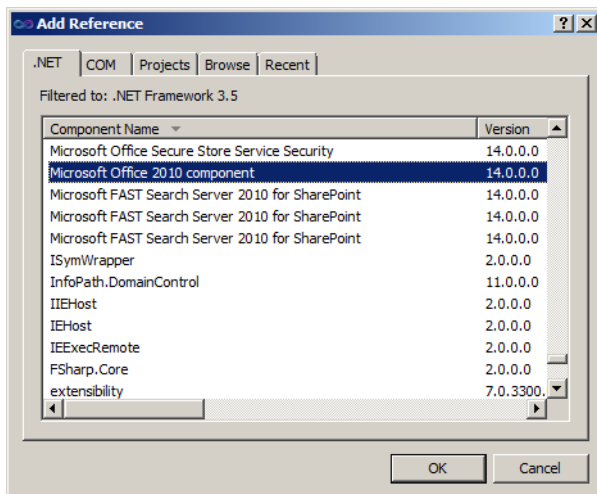 Add Reference
.NET COM Projects Browse Recent
Filtered to: .NET Framework 3.5
Component Name Version
Microsoft Office Secure Store Service Security 14.0.0.0
Microsoft Office 2010 component 14.0.0.0
Microsoft FAST Search Server 2010 for SharePoint 14.0.0.0
Microsoft FAST Search Server 2010 for SharePoint 14.0.0.0
Microsoft FAST Search Server 2010 for SharePoint 14.0.0.0
ISymWrapper 2.0.0.0
InfoPath.DomainControl 11.0.0.0
IIEHost 2.0.0.0
IEHost 2.0.0.0
IEExecRemote 2.0.0.0
FSharp.Core 2.0.0.0
extensibility 7.0.3300.
OK Cancel